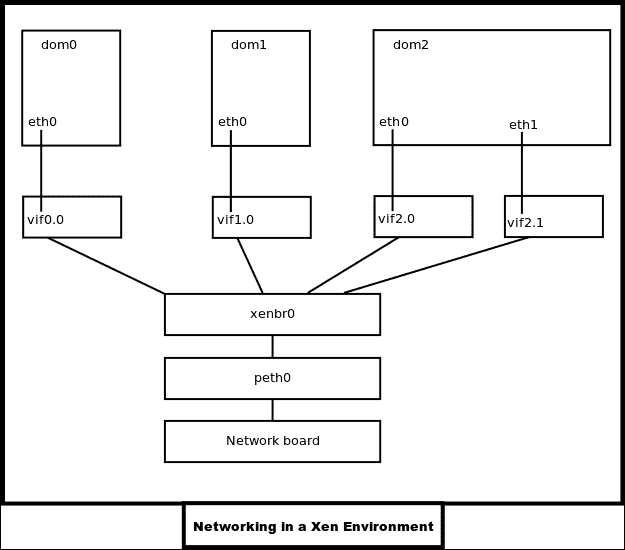 dom0
dom1
dom2
eth0
eth0
eth0
eth1
vif0.0
vif1.0
vif2.0
vif2.1
xenbr0
peth0
Network board
Networking in a Xen Environment